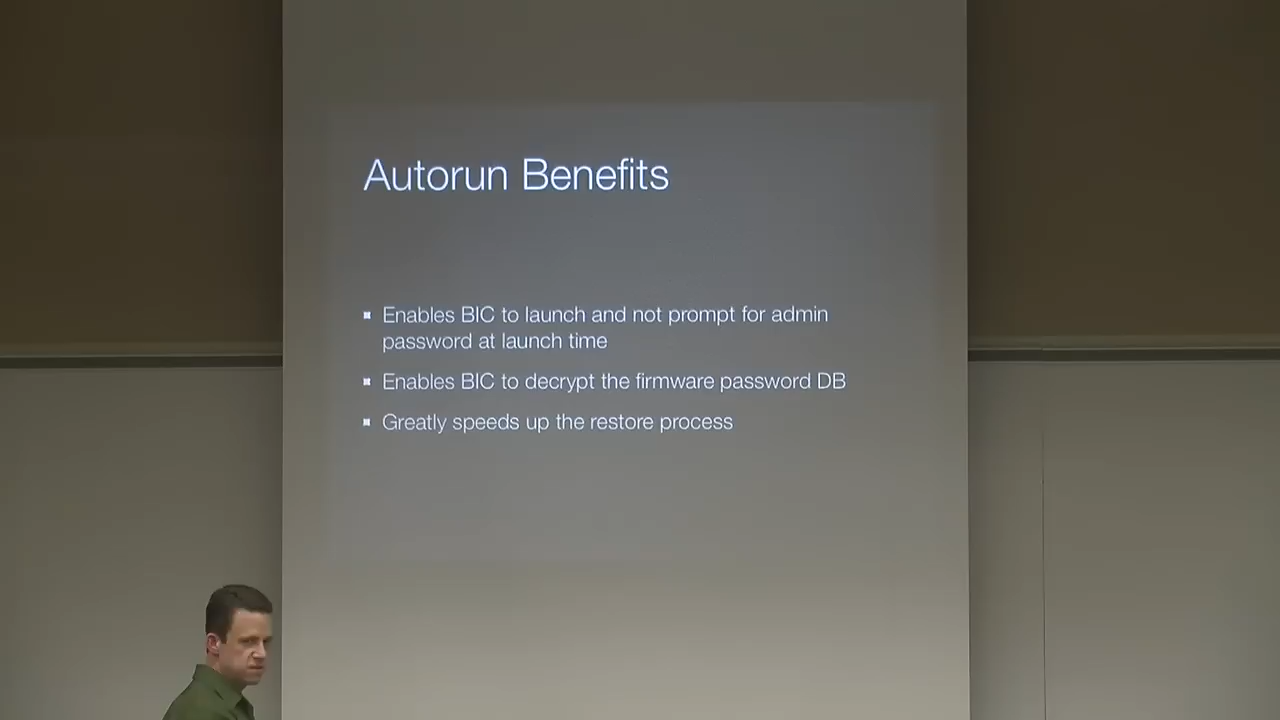 Autorun Benefits
▪ Enables BIC to launch and not prompt for admin
password at launch time
▪ Enables BIC to decrypt the firmware password DB
▪ Greatly speeds up the restore process